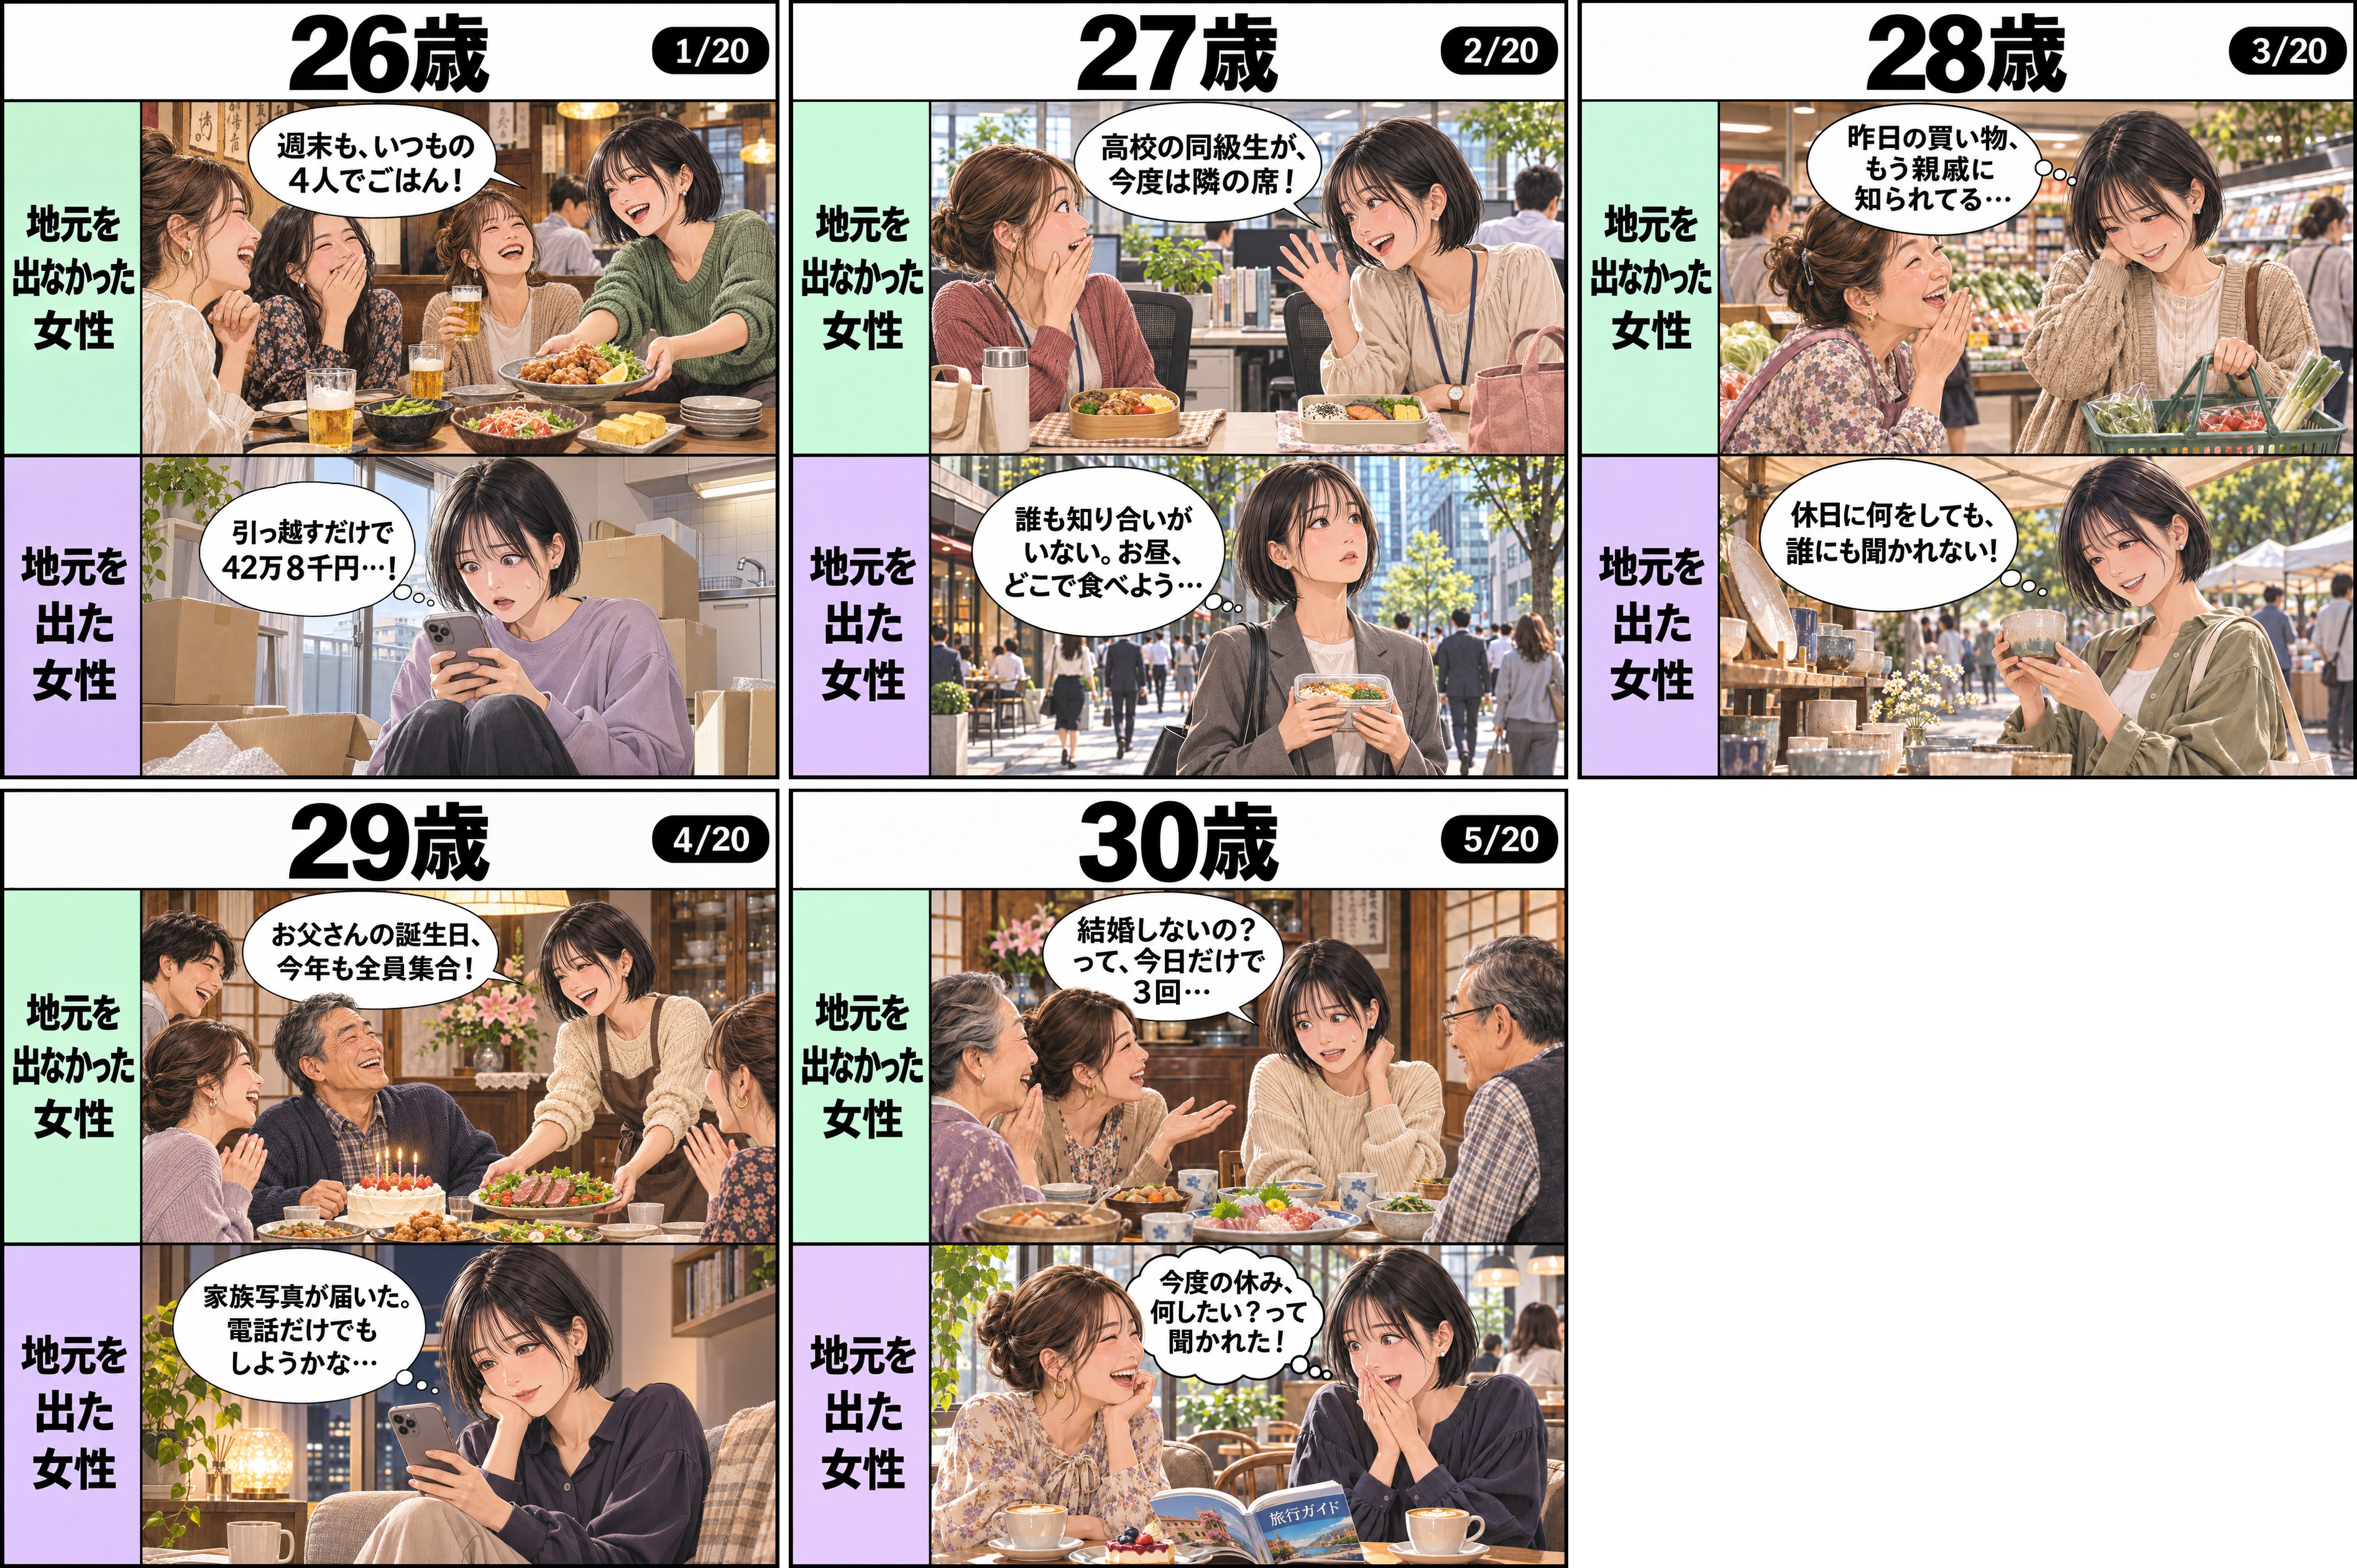 26歳
1/20
地元を
出なかった
女性
週末も、いつもの
4人でごはん!
地元を
出た
女性
引っ越すだけで
42万8千円…!
27歳
2/20
地元を
出なかった
女性
高校の同級生が、
今度は隣の席!
地元を
出た
女性
誰も知り合いが
いない。お昼、
どこで食べよう…
28歳
3/20
地元を
出なかった
女性
昨日の買い物、
もう親戚に
知られてる…
地元を
出た
女性
休日に何をしても、
誰にも聞かれない!
29歳
4/20
地元を
出なかった
女性
お父さんの誕生日、
今年も全員集合!
地元を
出た
女性
家族写真が届いた。
電話だけでも
しようかな…
30歳
5/20
地元を
出なかった
女性
結婚しないの?
って、今日だけで
3回…
地元を
出た
女性
今度の休み、
何したい?って
聞かれた!
旅行ガイド